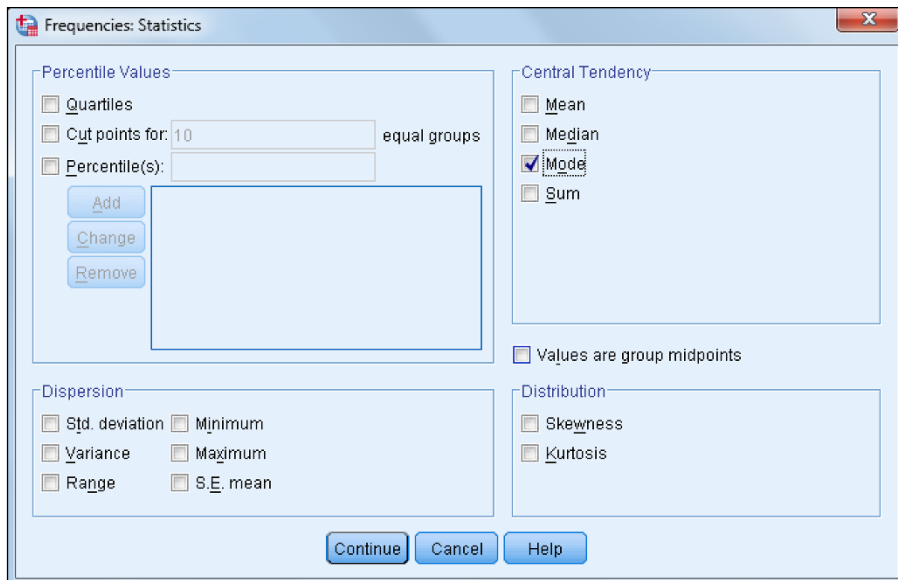 Frequencies: Statistics
Percentile Values
Quartiles
Cut points for: 10 equal groups
Percentile(s):
Add
Change
Remove
Central Tendency
Mean
Median
Mode
Sum
Values are group midpoints
Dispersion
Std. deviation Minimum
Variance Maximum
Range S.E. mean
Distribution
Skewness
Kurtosis
Continue Cancel Help